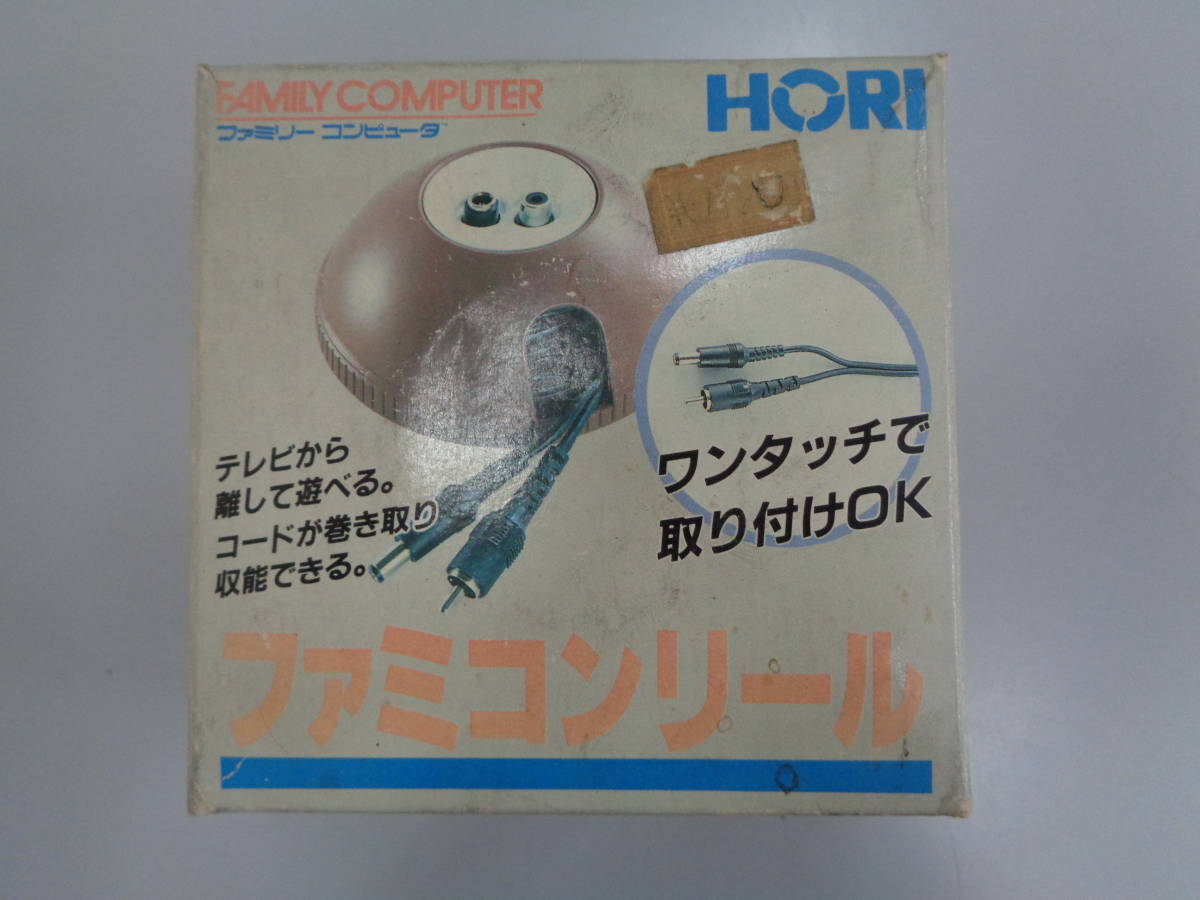 FAMILY COMPUTER™
ファミリー コンピュータ™
HORI
テレビから
離して遊べる。
コードが巻き取り
収能できる。
ワンタッチで
取り付けOK
ファミコンリール